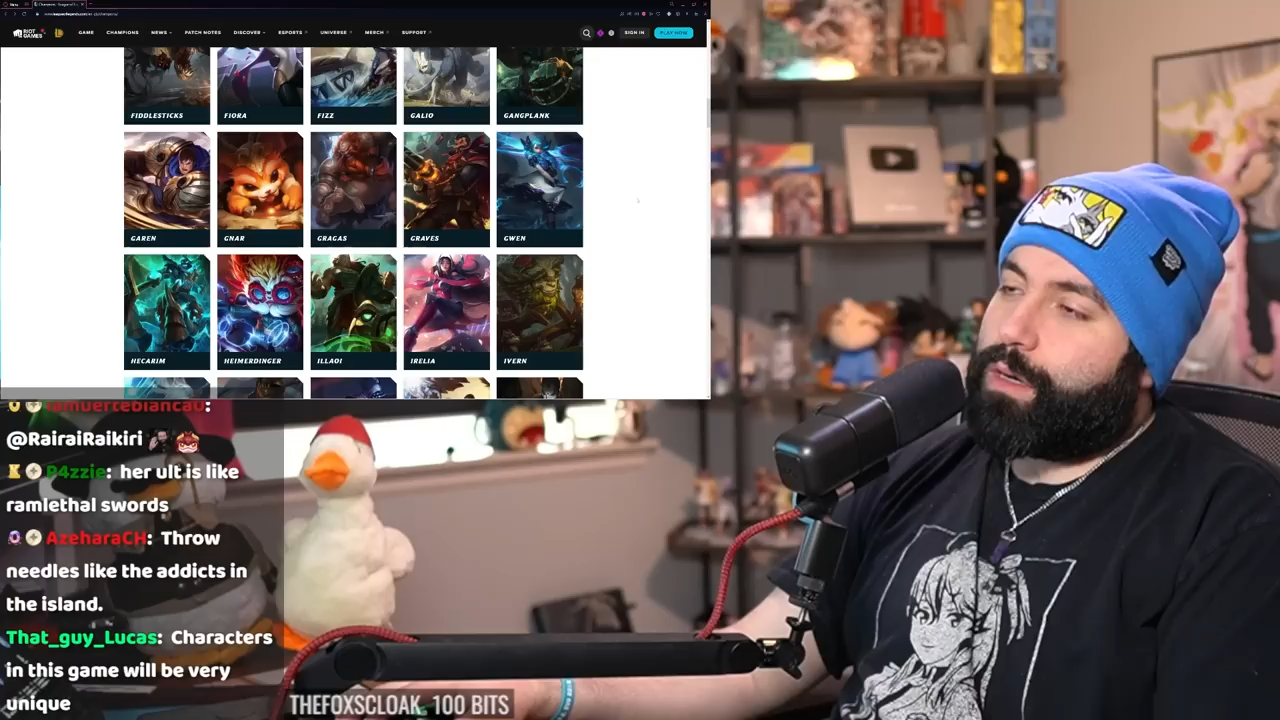 RIOT GAMES
GAME CHAMPIONS NEWS PATCH NOTES DISCOVER ESPORTS UNIVERSE MERCH SUPPORT SIGN IN PLAY NOW
FIDDLESTICKS FIORA FIZZ GALIO GANGPLANK
GAREN GNAR GRAGAS GRAVES GWEN
HECARIM HEIMERDINGER ILLAOI IRELIA IVERN
lamuertebianca0:
@RairaiRaikiri
P4zzie: her ult is like
ramlethal swords
AzeharaCH: Throw
needles like the addicts in
the island.
That_guy_Lucas: Characters
in this game will be very
unique
THEFOXSCLOAK 100 BITS